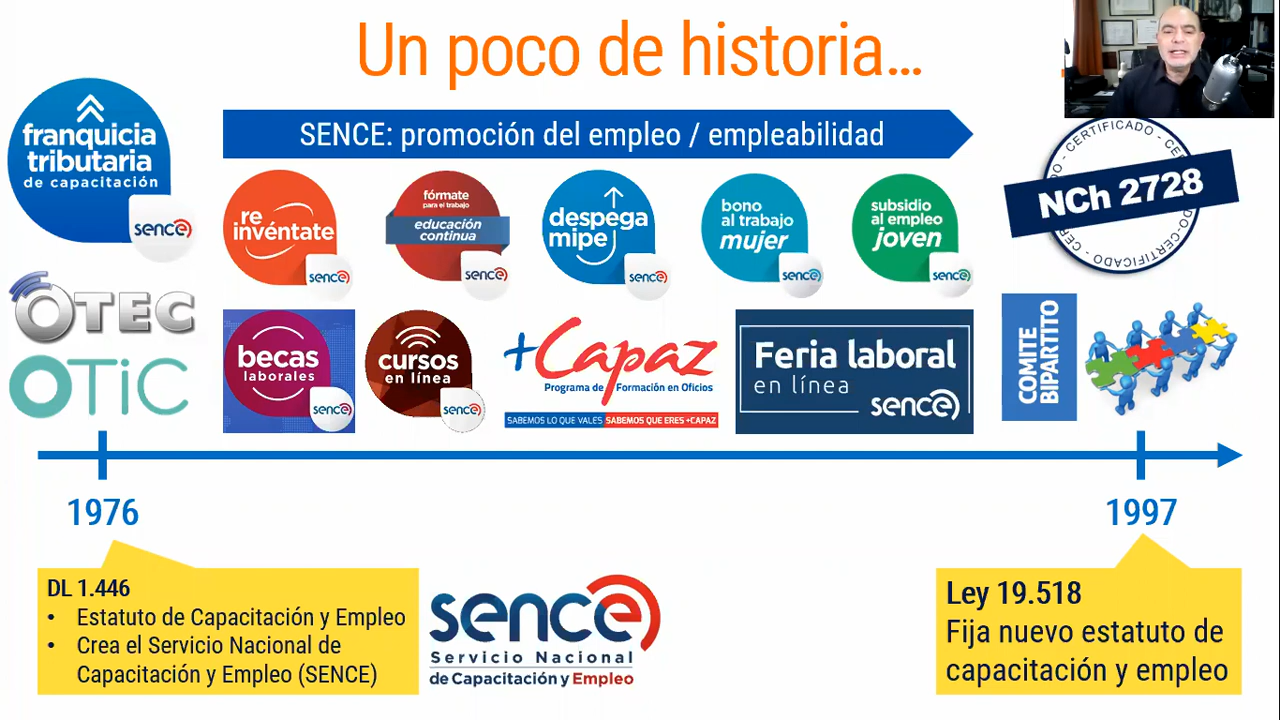 Un poco de historia...
franquicia
tributaria
de capacitación
sence
SENCE: promoción del empleo / empleabilidad
re
invéntate
sence
fórmate
para el trabajo
educación
continua
sence
despega
mipe
sence
bono
al trabajo
mujer
sence
subsidio
al empleo
joven
sence
CERTIFICADO
NCh 2728
CERTIFICADO-CERTIFICADO
OTEC
OTiC
becas
laborales
sence
cursos
en línea
sence
+Capaz
Programa de Formación en Oficios
SABEMOS LO QUE VALES SABEMOS QUE ERES +CAPAZ
Feria laboral
en línea
sence
COMITE
BIPARTITO
1976
1997
DL 1.446
• Estatuto de Capacitación y Empleo
• Crea el Servicio Nacional de
Capacitación y Empleo (SENCE)
sence
Servicio Nacional
de Capacitación y Empleo
Ley 19.518
Fija nuevo estatuto de
capacitación y empleo